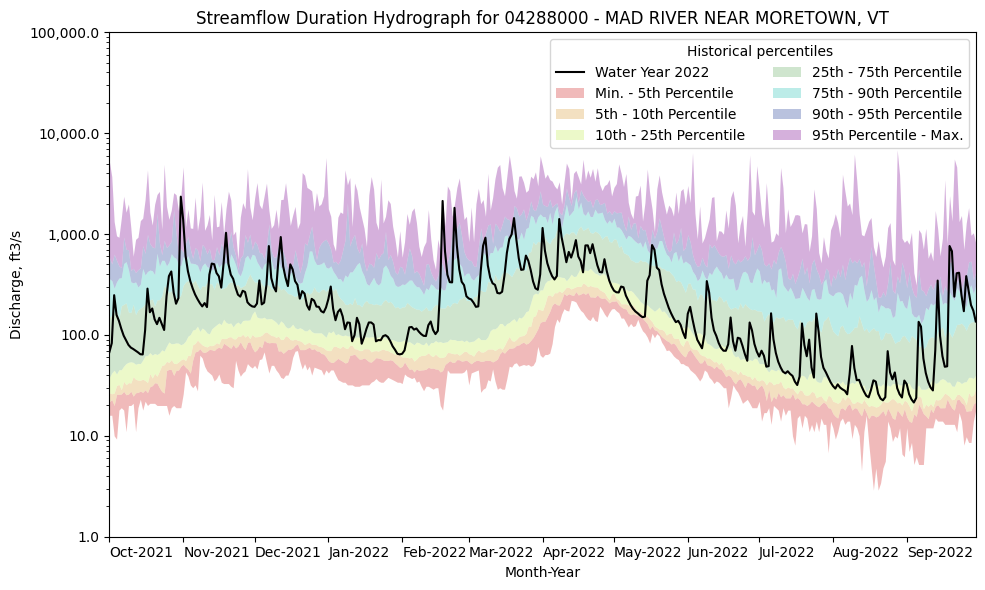 Streamflow Duration Hydrograph for 04288000 - MAD RIVER NEAR MORETOWN, VT
Historical percentiles
Water Year 2022
Min. - 5th Percentile
5th - 10th Percentile
10th - 25th Percentile
25th - 75th Percentile
75th - 90th Percentile
90th - 95th Percentile
95th Percentile - Max.
Discharge, ft3/s
100,000.0
10,000.0
1,000.0
100.0
10.0
1.0
Oct-2021 Nov-2021 Dec-2021 Jan-2022 Feb-2022 Mar-2022 Apr-2022 May-2022 Jun-2022 Jul-2022 Aug-2022 Sep-2022
Month-Year